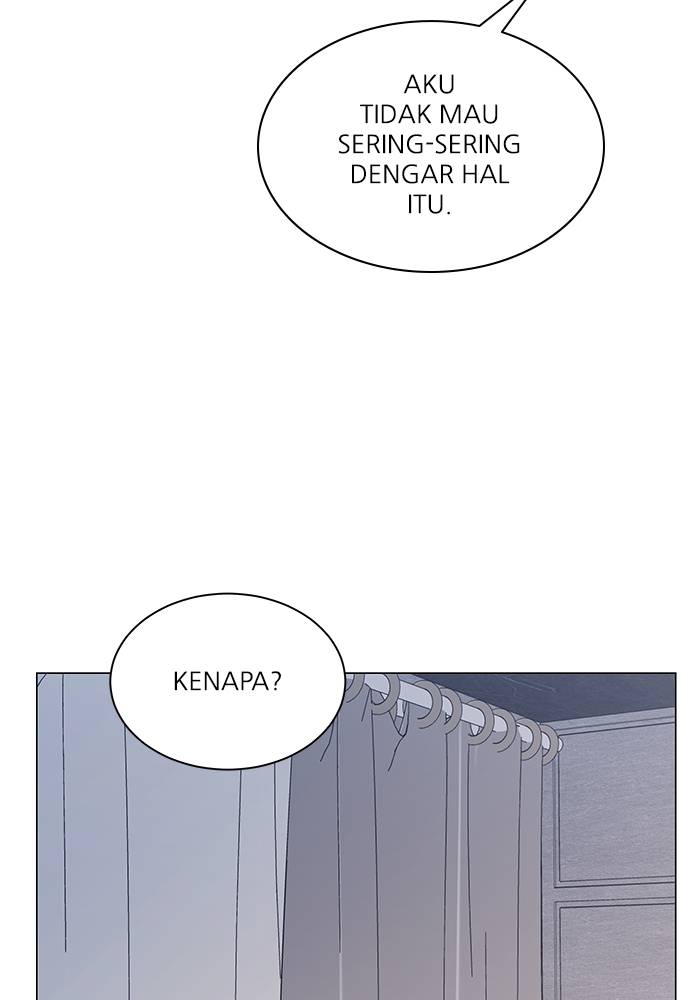 AKU
TIDAK MAU
SERING-SERING
DENGAR HAL
ITU.
KENAPA?